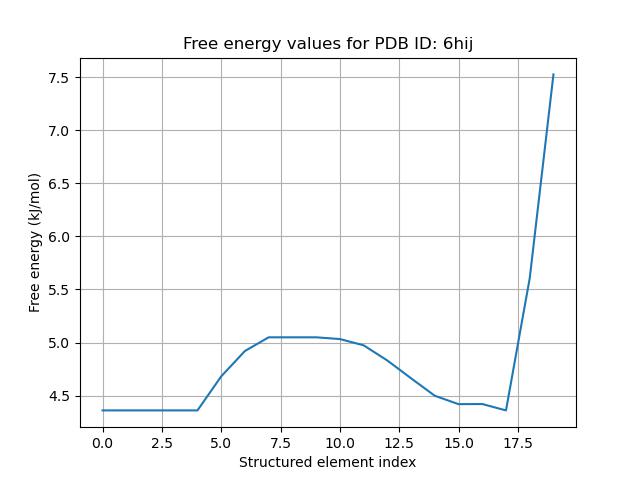 Free energy values for PDB ID: 6hij
7.5
7.0
6.5
6.0
5.5
5.0
4.5
Free energy (kJ/mol)
0.0 2.5 5.0 7.5 10.0 12.5 15.0 17.5
Structured element index